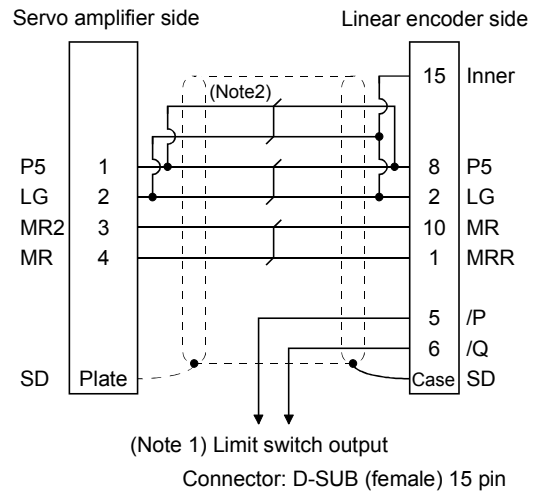 Servo amplifier side Linear encoder side
15 Inner
(Note2)
P5 1 8 P5
LG 2 2 LG
MR2 3 10 MR
MR 4 1 MRR
5 /P
6 /Q
SD Plate Case SD
(Note 1) Limit switch output
Connector: D-SUB (female) 15 pin